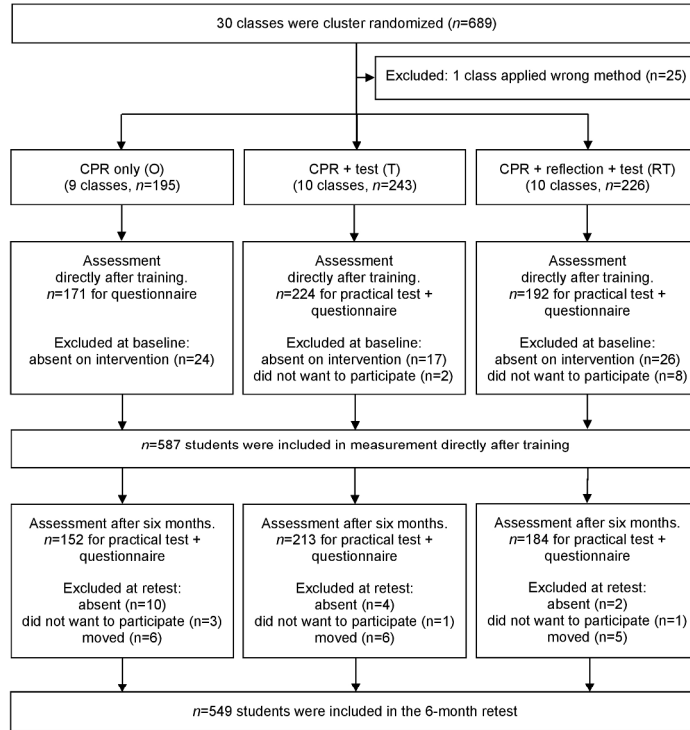 30 classes were cluster randomized (n=689)
Excluded: 1 class applied wrong method (n=25)
CPR only (O)
(9 classes, n=195)
CPR + test (T)
(10 classes, n=243)
CPR + reflection + test (RT)
(10 classes, n=226)
Assessment
directly after training.
n=171 for questionnaire
Excluded at baseline:
absent on intervention (n=24)
Assessment
directly after training.
n=224 for practical test +
questionnaire
Excluded at baseline:
absent on intervention (n=17)
did not want to participate (n=2)
Assessment
directly after training.
n=192 for practical test +
questionnaire
Excluded at baseline:
absent on intervention (n=26)
did not want to participate (n=8)
n=587 students were included in measurement directly after training
Assessment after six months.
n=152 for practical test +
questionnaire
Excluded at retest:
absent (n=10)
did not want to participate (n=3)
moved (n=6)
Assessment after six months.
n=213 for practical test +
questionnaire
Excluded at retest:
absent (n=4)
did not want to participate (n=1)
moved (n=6)
Assessment after six months.
n=184 for practical test +
questionnaire
Excluded at retest:
absent (n=2)
did not want to participate (n=1)
moved (n=5)
n=549 students were included in the 6-month retest